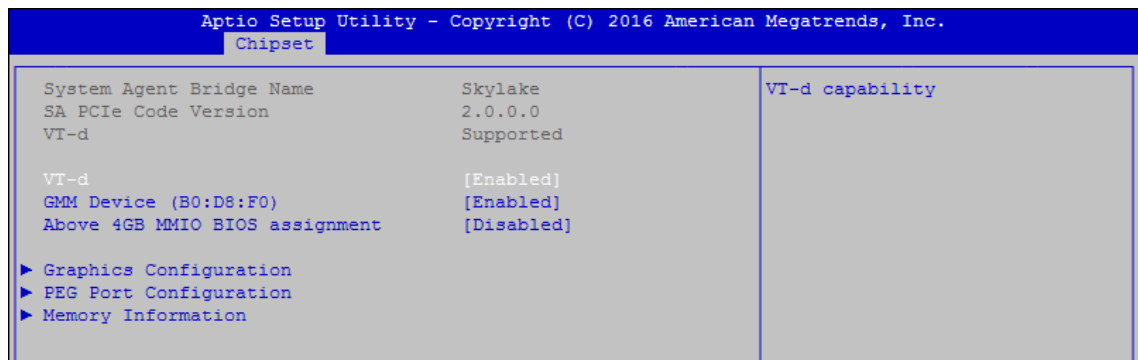 Aptio Setup Utility - Copyright (C) 2016 American Megatrends, Inc.
Chipset
System Agent Bridge Name Skylake
SA PCIe Code Version 2.0.0.0
VT-d Supported
VT-d [Enabled]
GMM Device (B0:D8:F0) [Enabled]
Above 4GB MMIO BIOS assignment [Disabled]
► Graphics Configuration
► PEG Port Configuration
► Memory Information
VT-d capability